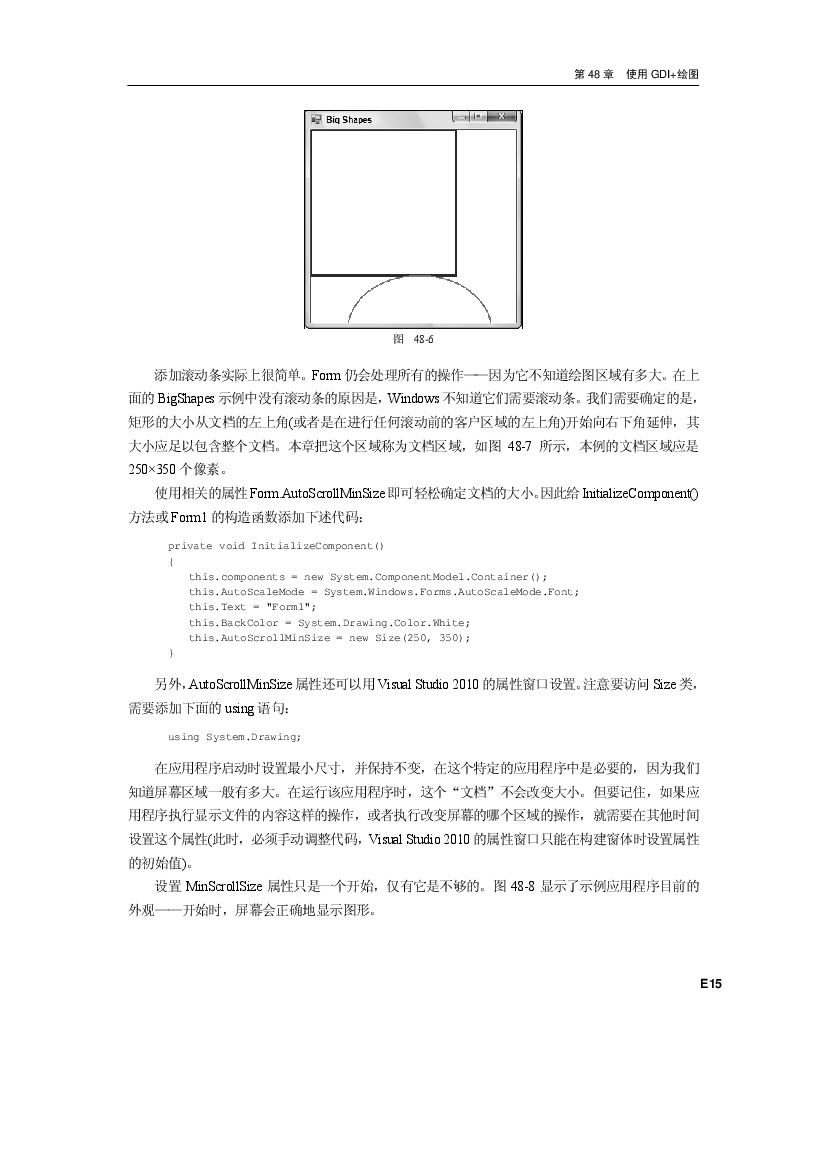 第 48 章　使用 GDI+绘图
Big Shapes
图 48-6
添加滚动条实际上很简单。Form 仍会处理所有的操作——因为它不知道绘图区域有多大。在上
面的 BigShapes 示例中没有滚动条的原因是，Windows 不知道它们需要滚动条。我们需要确定的是，
矩形的大小从文档的左上角(或者是在进行任何滚动前的客户区域的左上角)开始向右下角延伸，其
大小应足以包含整个文档。本章把这个区域称为文档区域，如图 48-7 所示，本例的文档区域应是
250×350 个像素。
使用相关的属性 Form.AutoScrollMinSize 即可轻松确定文档的大小。因此给 InitializeComponent()
方法或 Form1 的构造函数添加下述代码：
private void InitializeComponent()
{
this.components = new System.ComponentModel.Container();
this.AutoScaleMode = System.Windows.Forms.AutoScaleMode.Font;
this.Text = "Form1";
this.BackColor = System.Drawing.Color.White;
this.AutoScrollMinSize = new Size(250, 350);
}
另外，AutoScrollMinSize 属性还可以用 Visual Studio 2010 的属性窗口设置。注意要访问 Size 类，
需要添加下面的 using 语句：
using System.Drawing;
在应用程序启动时设置最小尺寸，并保持不变，在这个特定的应用程序中是必要的，因为我们
知道屏幕区域一般有多大。在运行该应用程序时，这个“文档”不会改变大小。但要记住，如果应
用程序执行显示文件的内容这样的操作，或者执行改变屏幕的哪个区域的操作，就需要在其他时间
设置这个属性(此时，必须手动调整代码，Visual Studio 2010 的属性窗口只能在构建窗体时设置属性
的初始值)。
设置 MinScrollSize 属性只是一个开始，仅有它是不够的。图 48-8 显示了示例应用程序目前的
外观——开始时，屏幕会正确地显示图形。
E15